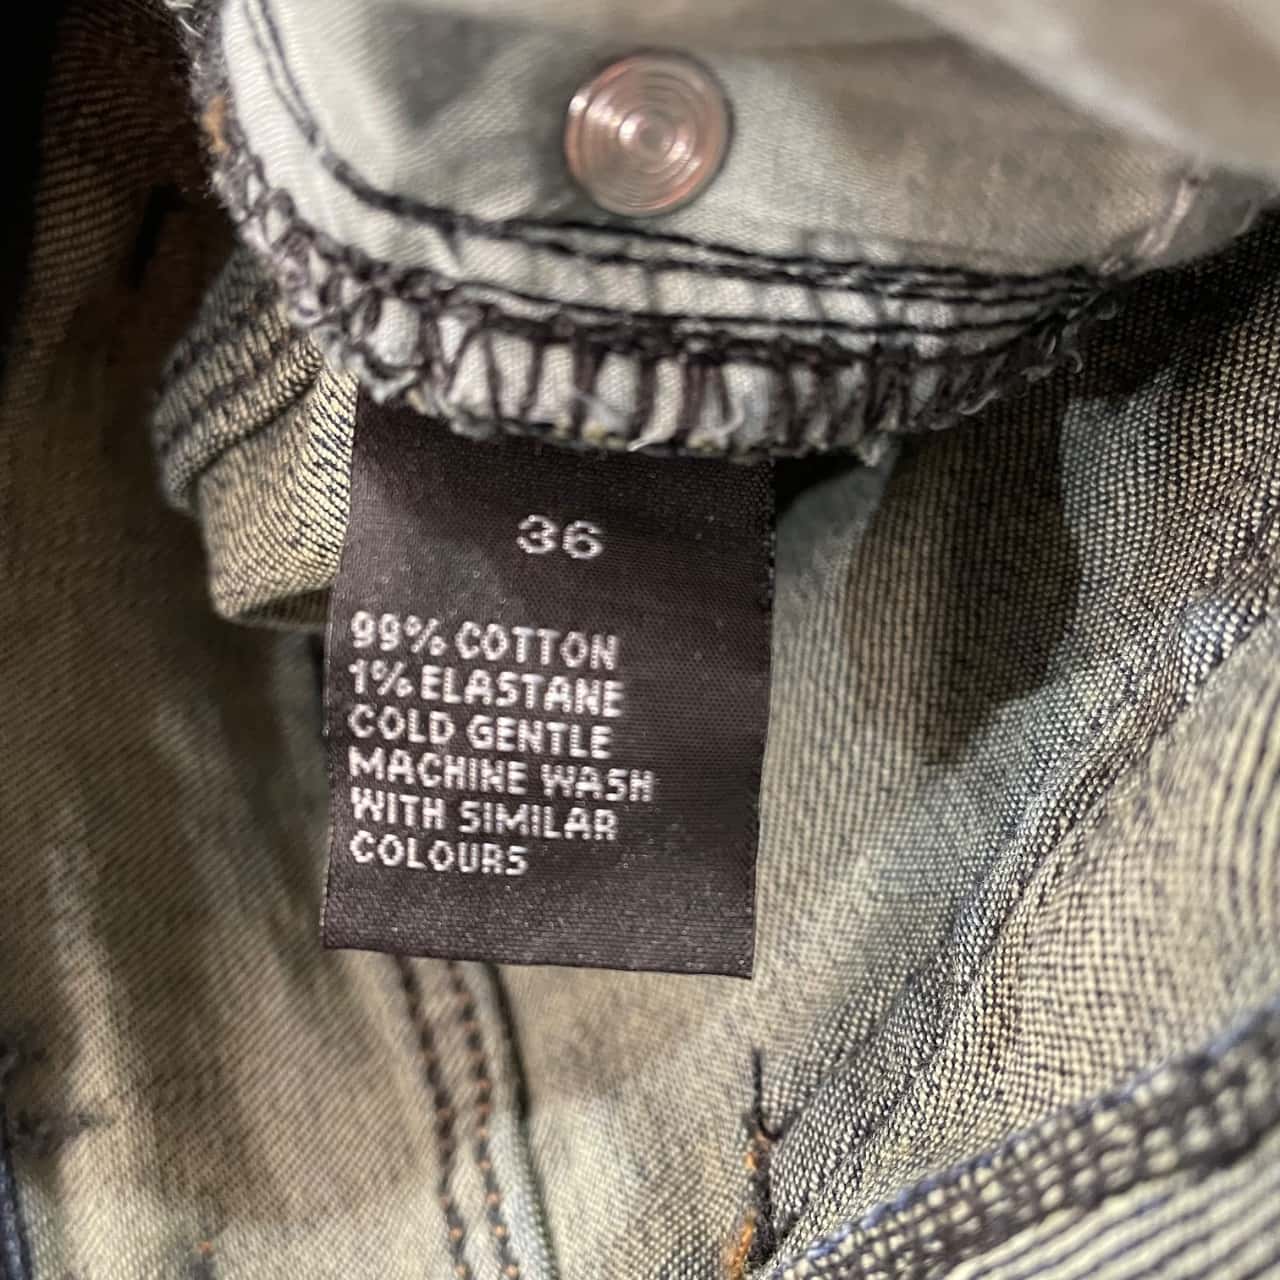 36
99% COTTON
1% ELASTANE
COLD GENTLE
MACHINE WASH
WITH SIMILAR
COLOURS